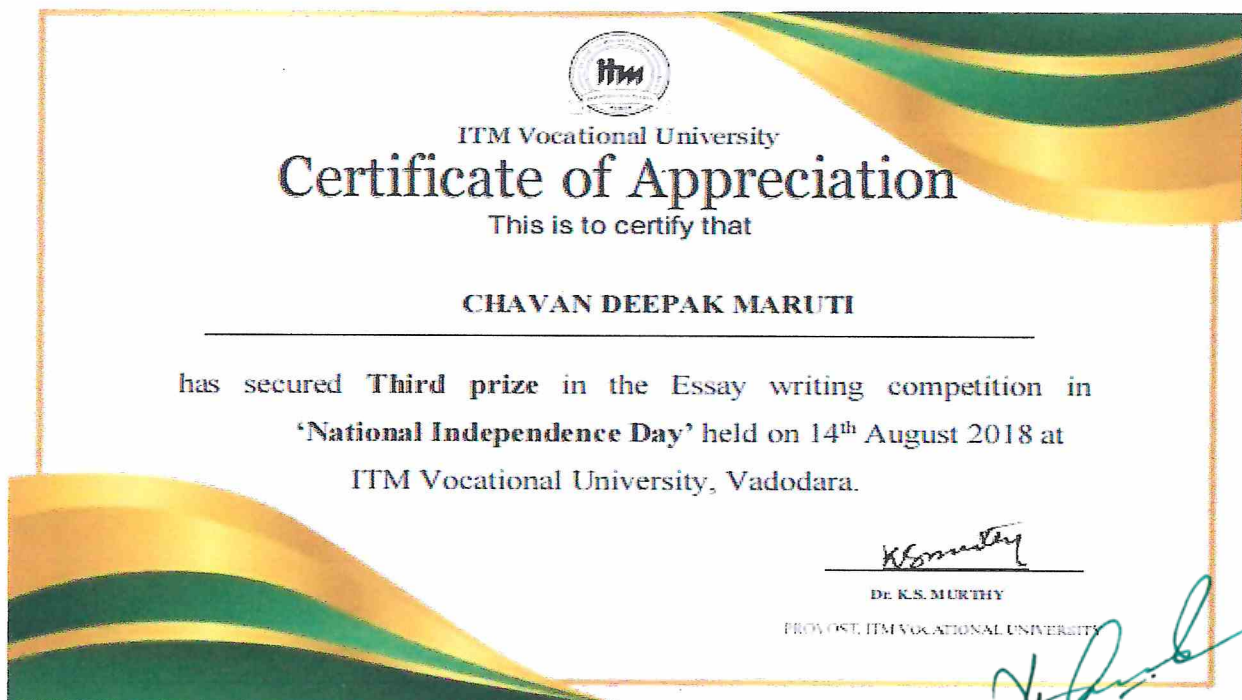 itm
ITM Vocational University
Certificate of Appreciation
This is to certify that
CHAVAN DEEPAK MARUTI
has secured Third prize in the Essay writing competition in
‘National Independence Day’ held on 14th August 2018 at
ITM Vocational University, Vadodara.
KSmurthy
Dr. K.S. MURTHY
PROVOST, ITM VOCATIONAL UNIVERSITY